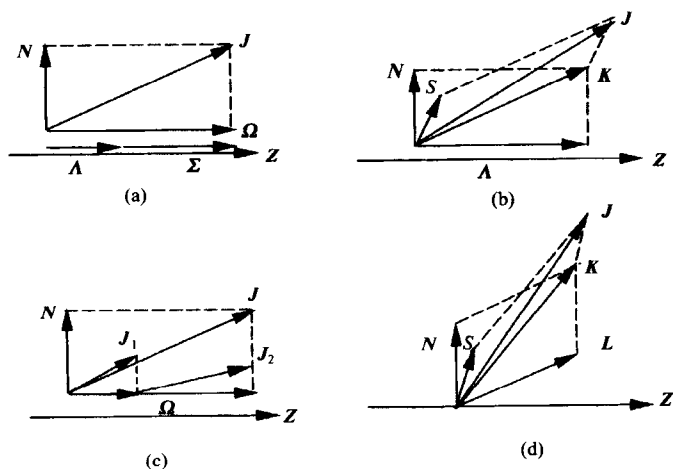 N J
Ω
Λ Σ Z
(a)
J
N S K
Λ Z
(b)
N J
J J₂
Ω Z
(c)
J
K
N S L
Z
(d)